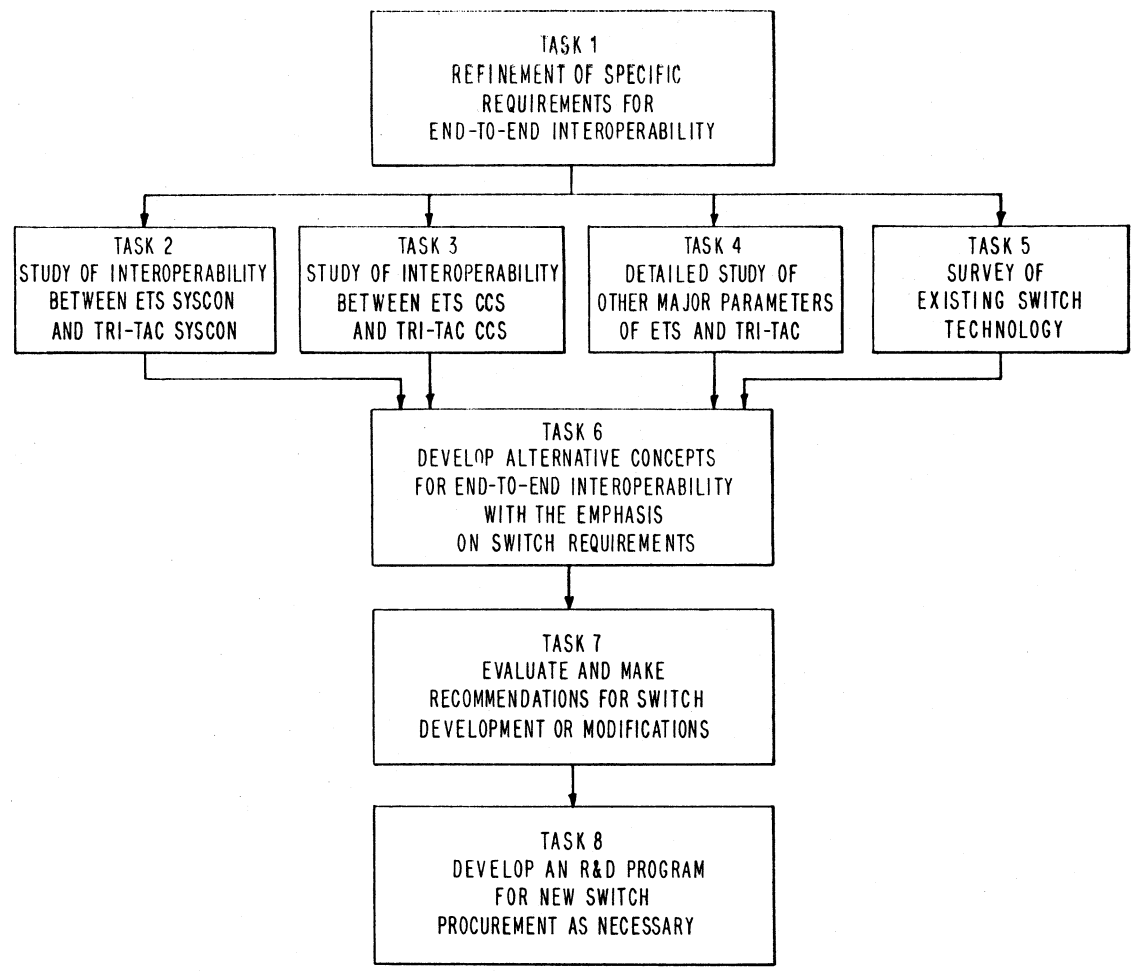 TASK 1
REFINEMENT OF SPECIFIC
REQUIREMENTS FOR
END-TO-END INTEROPERABILITY
TASK 2
STUDY OF INTEROPERABILITY
BETWEEN ETS SYSCON
AND TRI-TAC SYSCON
TASK 3
STUDY OF INTEROPERABILITY
BETWEEN ETS CCS
AND TRI-TAC CCS
TASK 4
DETAILED STUDY OF
OTHER MAJOR PARAMETERS
OF ETS AND TRI-TAC
TASK 5
SURVEY OF
EXISTING SWITCH
TECHNOLOGY
TASK 6
DEVELOP ALTERNATIVE CONCEPTS
FOR END-TO-END INTEROPERABILITY
WITH THE EMPHASIS
ON SWITCH REQUIREMENTS
TASK 7
EVALUATE AND MAKE
RECOMMENDATIONS FOR SWITCH
DEVELOPMENT OR MODIFICATIONS
TASK 8
DEVELOP AN R&D PROGRAM
FOR NEW SWITCH
PROCUREMENT AS NECESSARY